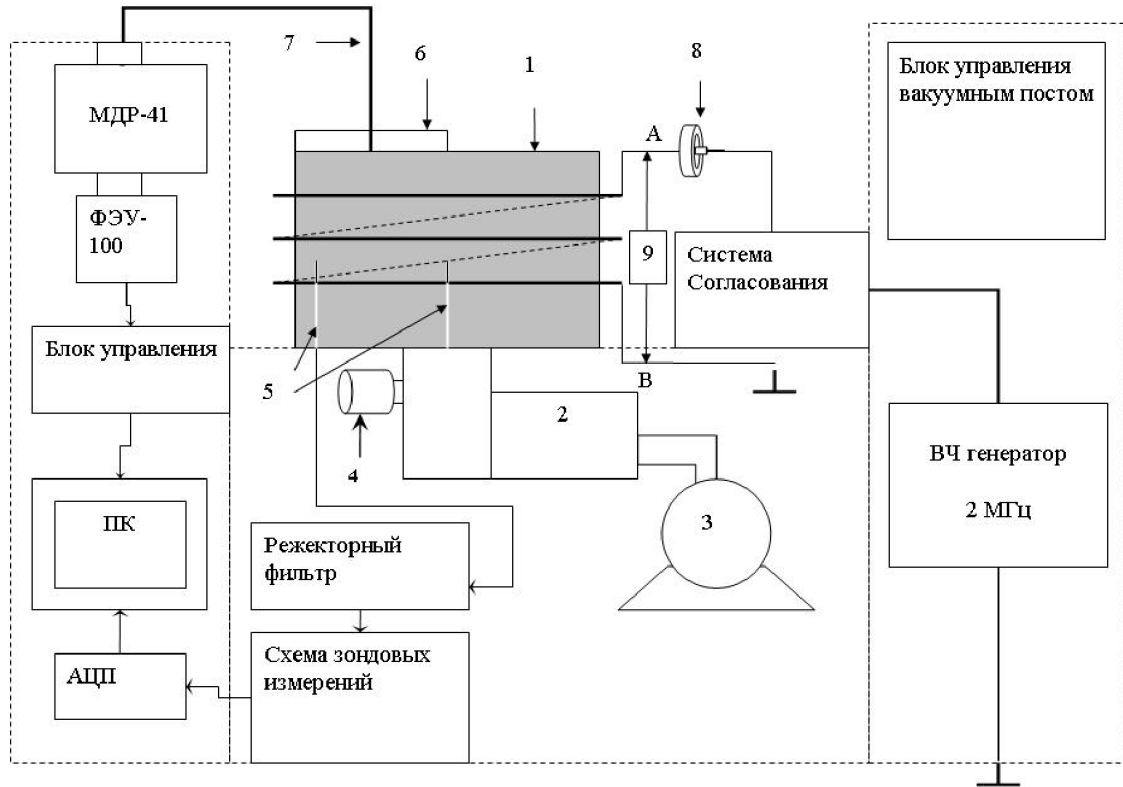 7
6
1
8
МДР-41
ФЭУ-
100
Блок управления
ПК
АЦП
5
4
2
3
A
9
B
Система
Согласования
Режекторный
фильтр
Схема зондовых
измерений
Блок управления
вакуумным постом
ВЧ генератор
2 МГц